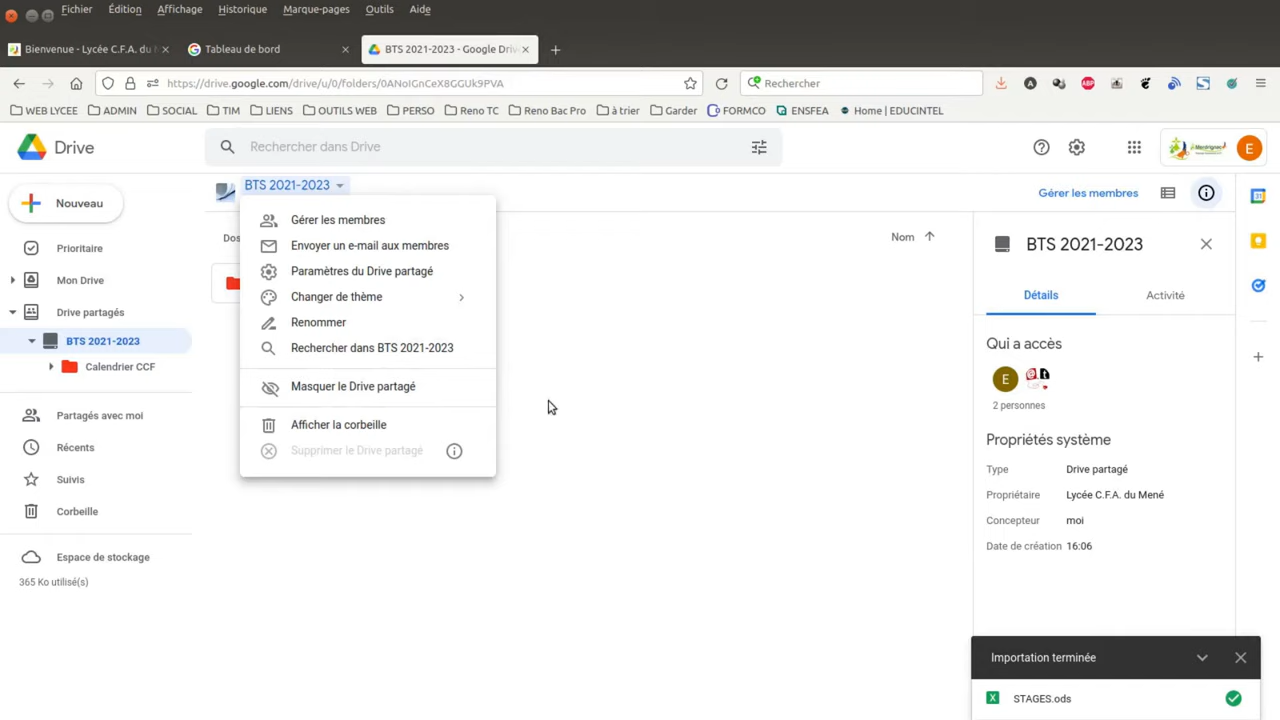 Fichier Édition Affichage Historique Marque-pages Outils Aide
Bienvenue - Lycée C.F.A. du M
Tableau de bord
BTS 2021-2023 - Google Driv
https://drive.google.com/drive/u/0/folders/0ANoIGnCeX8GGUk9PVA
Rechercher
WEB LYCEE ADMIN SOCIAL TIM LIENS OUTILS WEB PERSO Reno TC Reno Bac Pro à trier Garder FORMCO ENSFEA Home | EDUCINTEL
Drive
Rechercher dans Drive
E
Nouveau
Prioritaire
Mon Drive
Drive partagés
BTS 2021-2023
Calendrier CCF
Partagés avec moi
Récents
Suivis
Corbeille
Espace de stockage
365 Ko utilisé(s)
BTS 2021-2023
Gérer les membres
Dos
Nom
Gérer les membres
Envoyer un e-mail aux membres
Paramètres du Drive partagé
Changer de thème
Renommer
Rechercher dans BTS 2021-2023
Masquer le Drive partagé
Afficher la corbeille
Supprimer le Drive partagé
BTS 2021-2023
Détails Activité
Qui a accès
E
2 personnes
Propriétés système
Type Drive partagé
Propriétaire Lycée C.F.A. du Mené
Concepteur moi
Date de création 16:06
Importation terminée
STAGES.ods